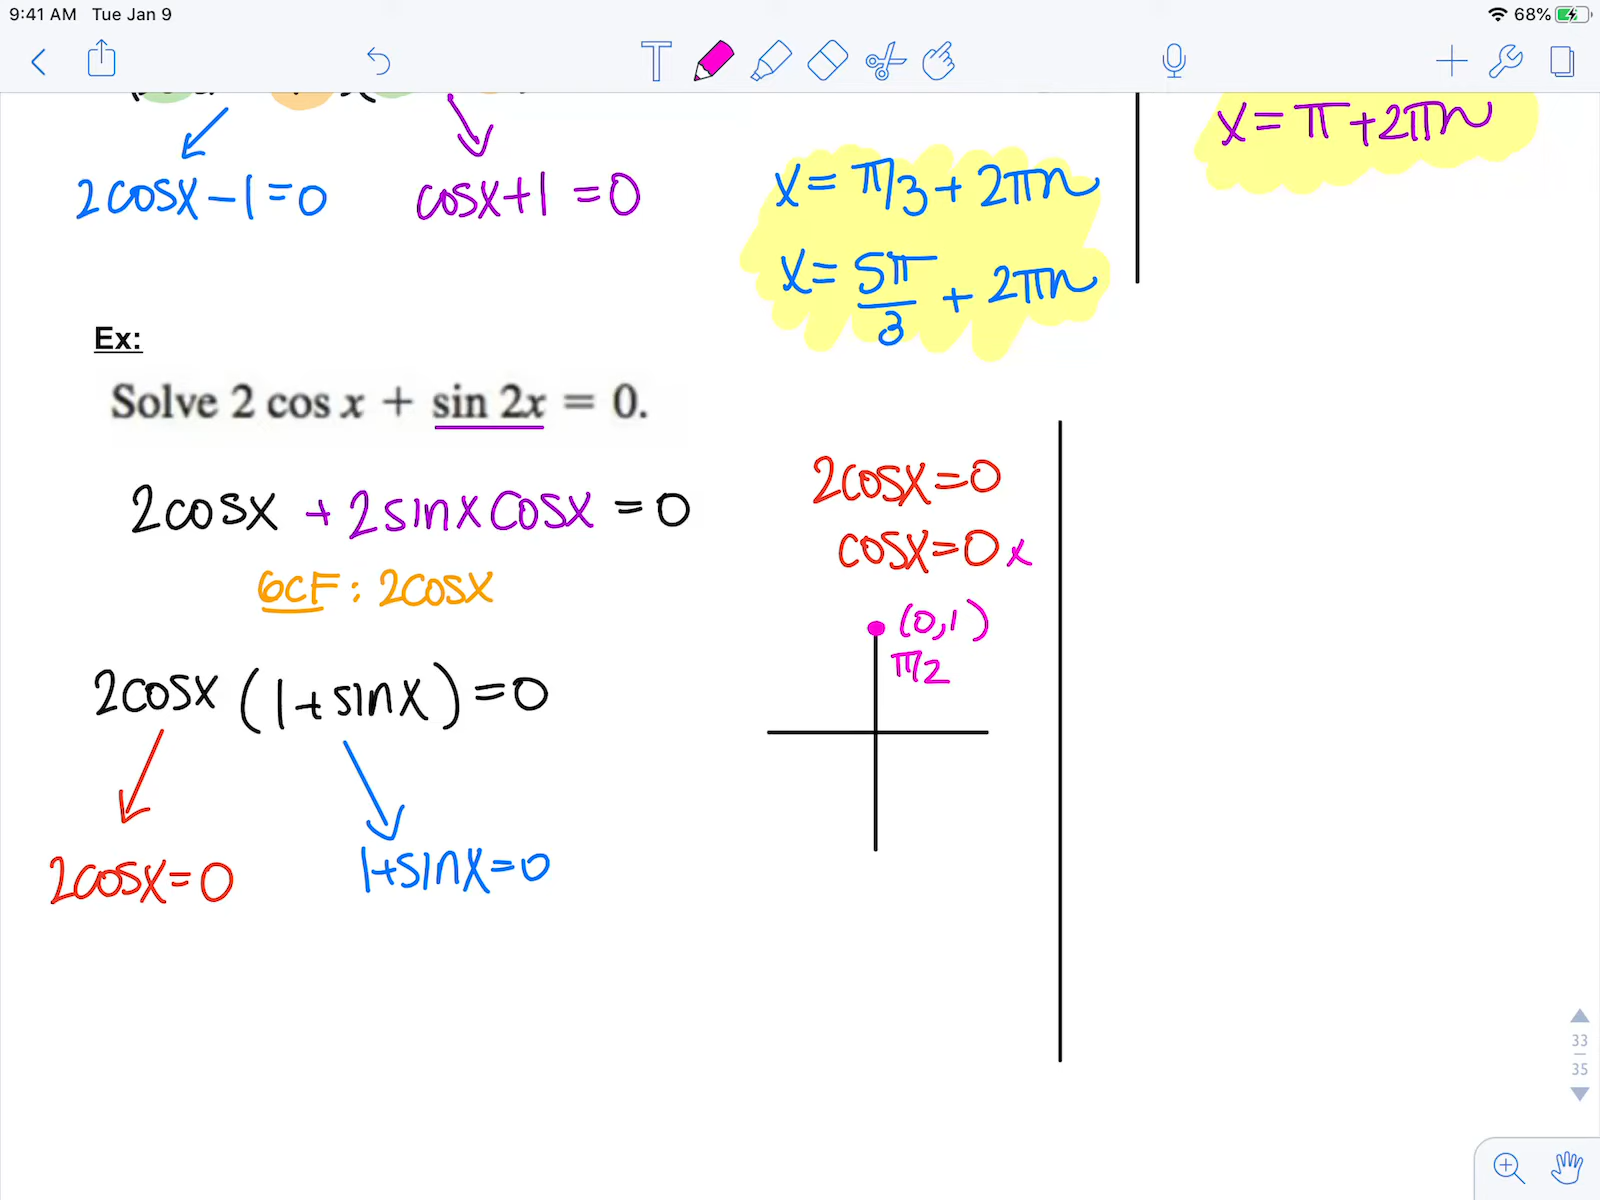 9:41 AM Tue Jan 9
68%
T
2cosx-1=0
cosx+1=0
x=π/3+2πn
x=5π/3+2πn
x=π+2πn
Ex:
Solve 2 cos x + sin 2x = 0.
2cosx +2sinxcosx=0
GCF: 2cosx
2cosx(1+sinx)=0
2cosx=0
1+sinx=0
2cosx=0
cosx=0 x
(0,1)
π/2
33
35